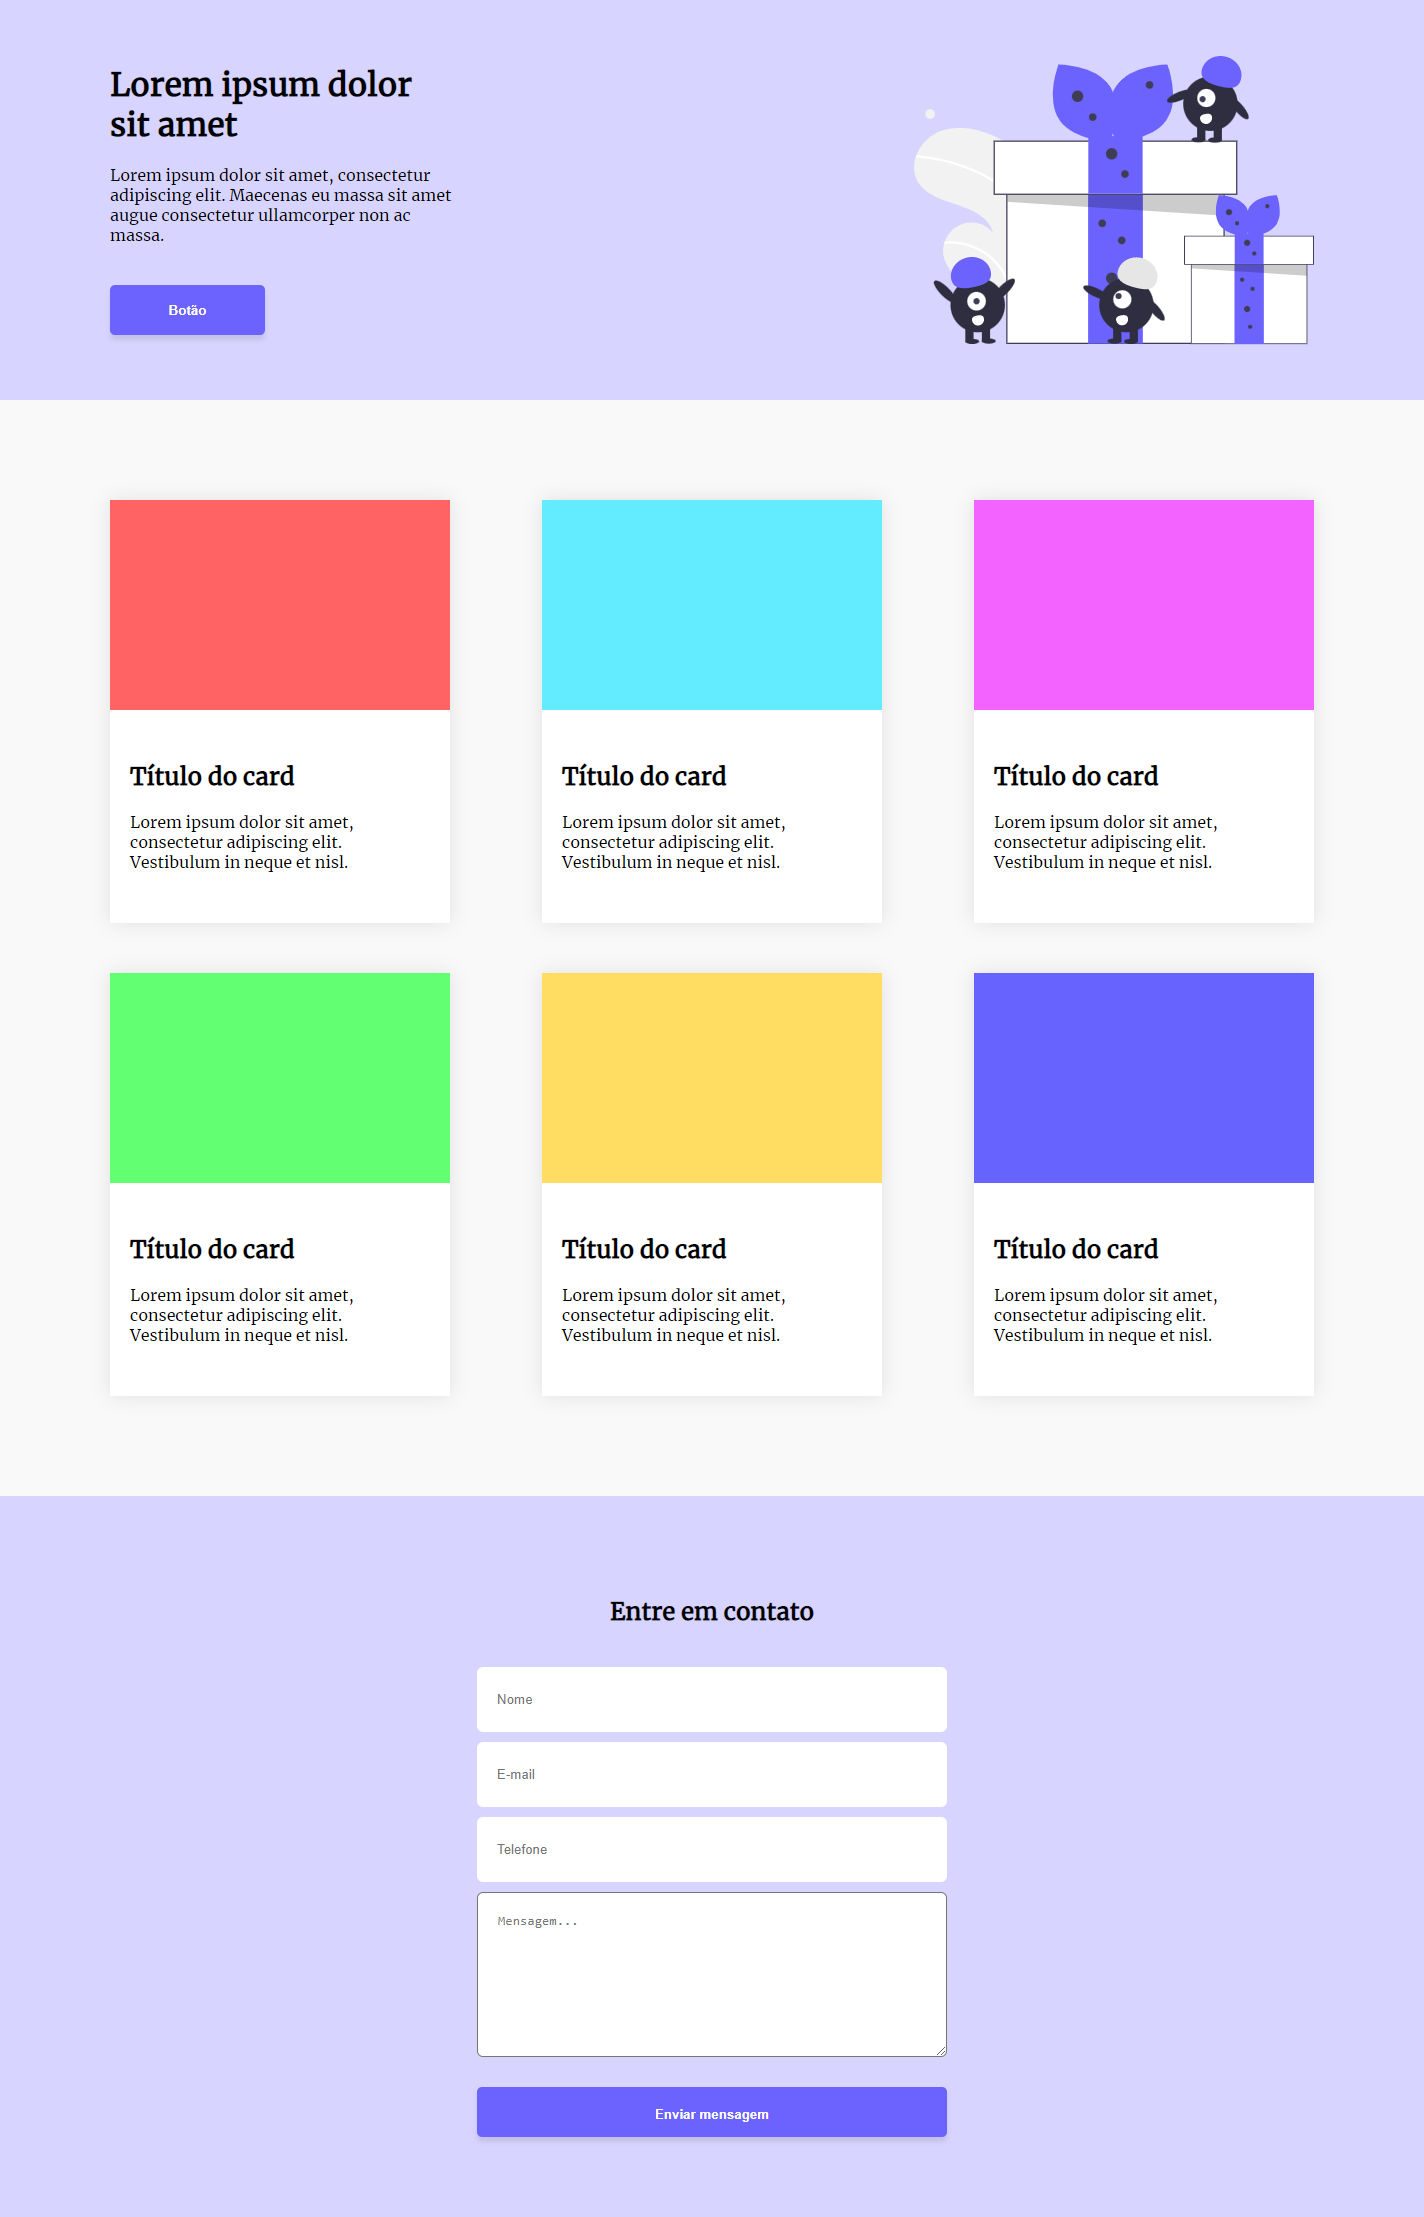 Lorem ipsum dolor
sit amet
Lorem ipsum dolor sit amet, consectetur
adipiscing elit. Maecenas eu massa sit amet
augue consectetur ullamcorper non ac
massa.
Botão
Título do card
Lorem ipsum dolor sit amet,
consectetur adipiscing elit.
Vestibulum in neque et nisl.
Título do card
Lorem ipsum dolor sit amet,
consectetur adipiscing elit.
Vestibulum in neque et nisl.
Título do card
Lorem ipsum dolor sit amet,
consectetur adipiscing elit.
Vestibulum in neque et nisl.
Título do card
Lorem ipsum dolor sit amet,
consectetur adipiscing elit.
Vestibulum in neque et nisl.
Título do card
Lorem ipsum dolor sit amet,
consectetur adipiscing elit.
Vestibulum in neque et nisl.
Título do card
Lorem ipsum dolor sit amet,
consectetur adipiscing elit.
Vestibulum in neque et nisl.
Entre em contato
Nome
E-mail
Telefone
Mensagem...
Enviar mensagem